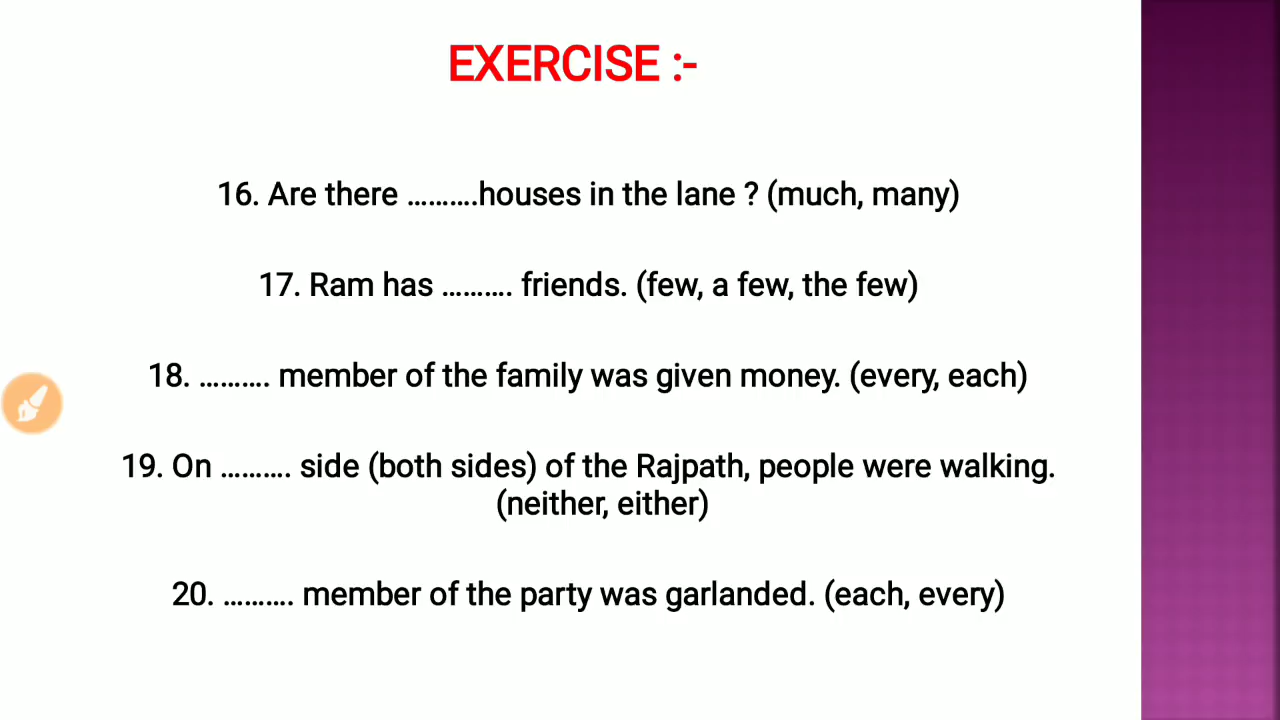 EXERCISE :-
16. Are there ..........houses in the lane ? (much, many)
17. Ram has .......... friends. (few, a few, the few)
18. .......... member of the family was given money. (every, each)
19. On .......... side (both sides) of the Rajpath, people were walking.
(neither, either)
20. .......... member of the party was garlanded. (each, every)